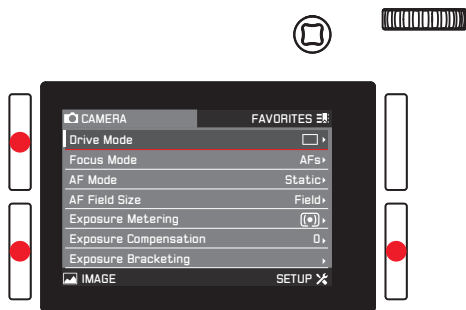 CAMERA FAVORITES
Drive Mode
Focus Mode AFs
AF Mode Static
AF Field Size Field
Exposure Metering
Exposure Compensation 0
Exposure Bracketing
IMAGE SETUP